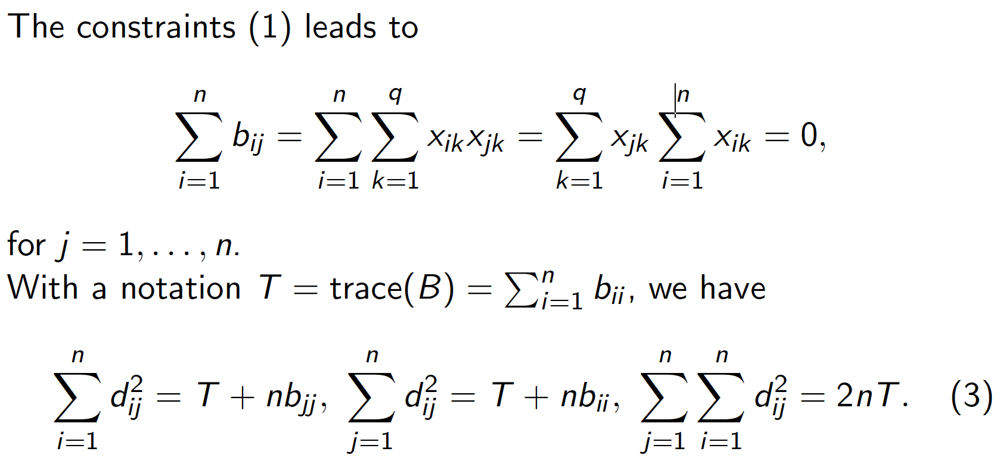 The constraints (1) leads to
$\sum_{i=1}^{n} b_{ij} = \sum_{i=1}^{n} \sum_{k=1}^{q} x_{ik} x_{jk} = \sum_{k=1}^{q} x_{jk} \sum_{i=1}^{n} x_{ik} = 0,$
for $j = 1, \ldots, n.$
With a notation $T = \text{trace}(B) = \sum_{i=1}^{n} b_{ii}$, we have
$\sum_{i=1}^{n} d_{ij}^2 = T + nb_{jj}, \sum_{j=1}^{n} d_{ij}^2 = T + nb_{ii}, \sum_{j=1}^{n} \sum_{i=1}^{n} d_{ij}^2 = 2nT.$ (3)